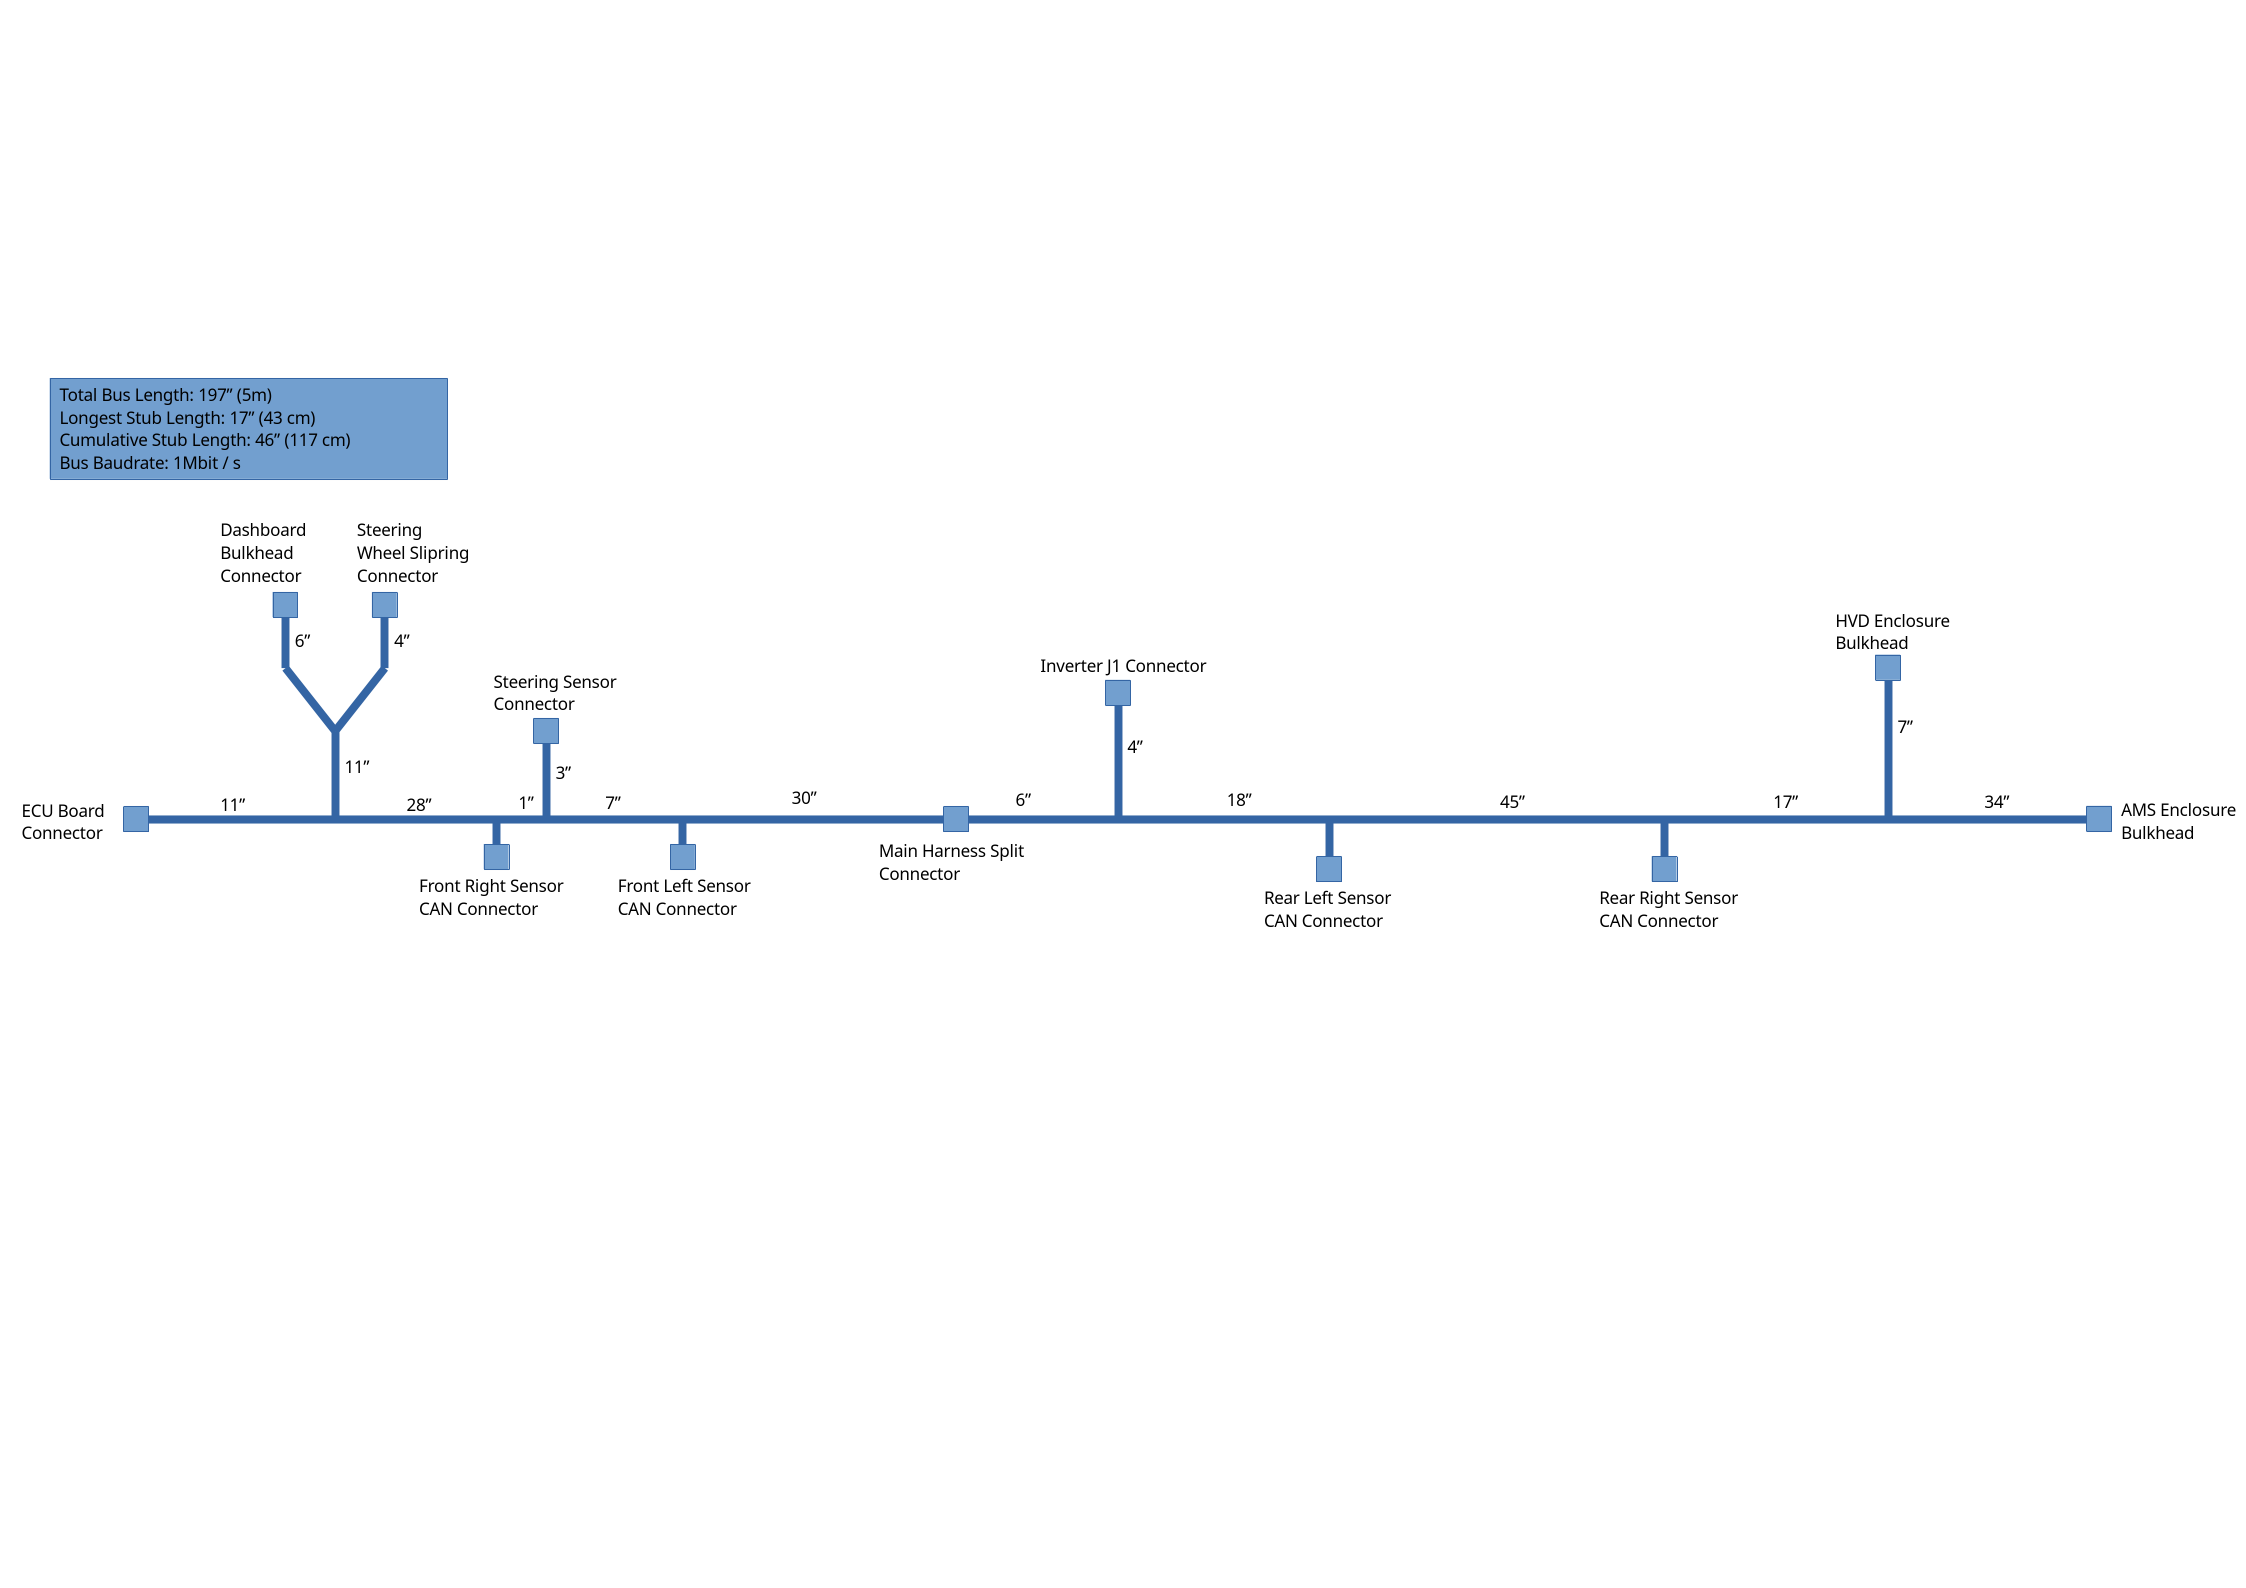 Total Bus Length: 197” (5m)
Longest Stub Length: 17” (43 cm)
Cumulative Stub Length: 46” (117 cm)
Bus Baudrate: 1Mbit / s
Dashboard
Bulkhead
Connector
Steering
Wheel Slipring
Connector
6”
4”
11”
Steering Sensor
Connector
3”
Inverter J1 Connector
4”
HVD Enclosure
Bulkhead
7”
ECU Board
Connector
11”
28”
1”
7”
30”
6”
18”
45”
17”
34”
AMS Enclosure
Bulkhead
Front Right Sensor
CAN Connector
Front Left Sensor
CAN Connector
Main Harness Split
Connector
Rear Left Sensor
CAN Connector
Rear Right Sensor
CAN Connector